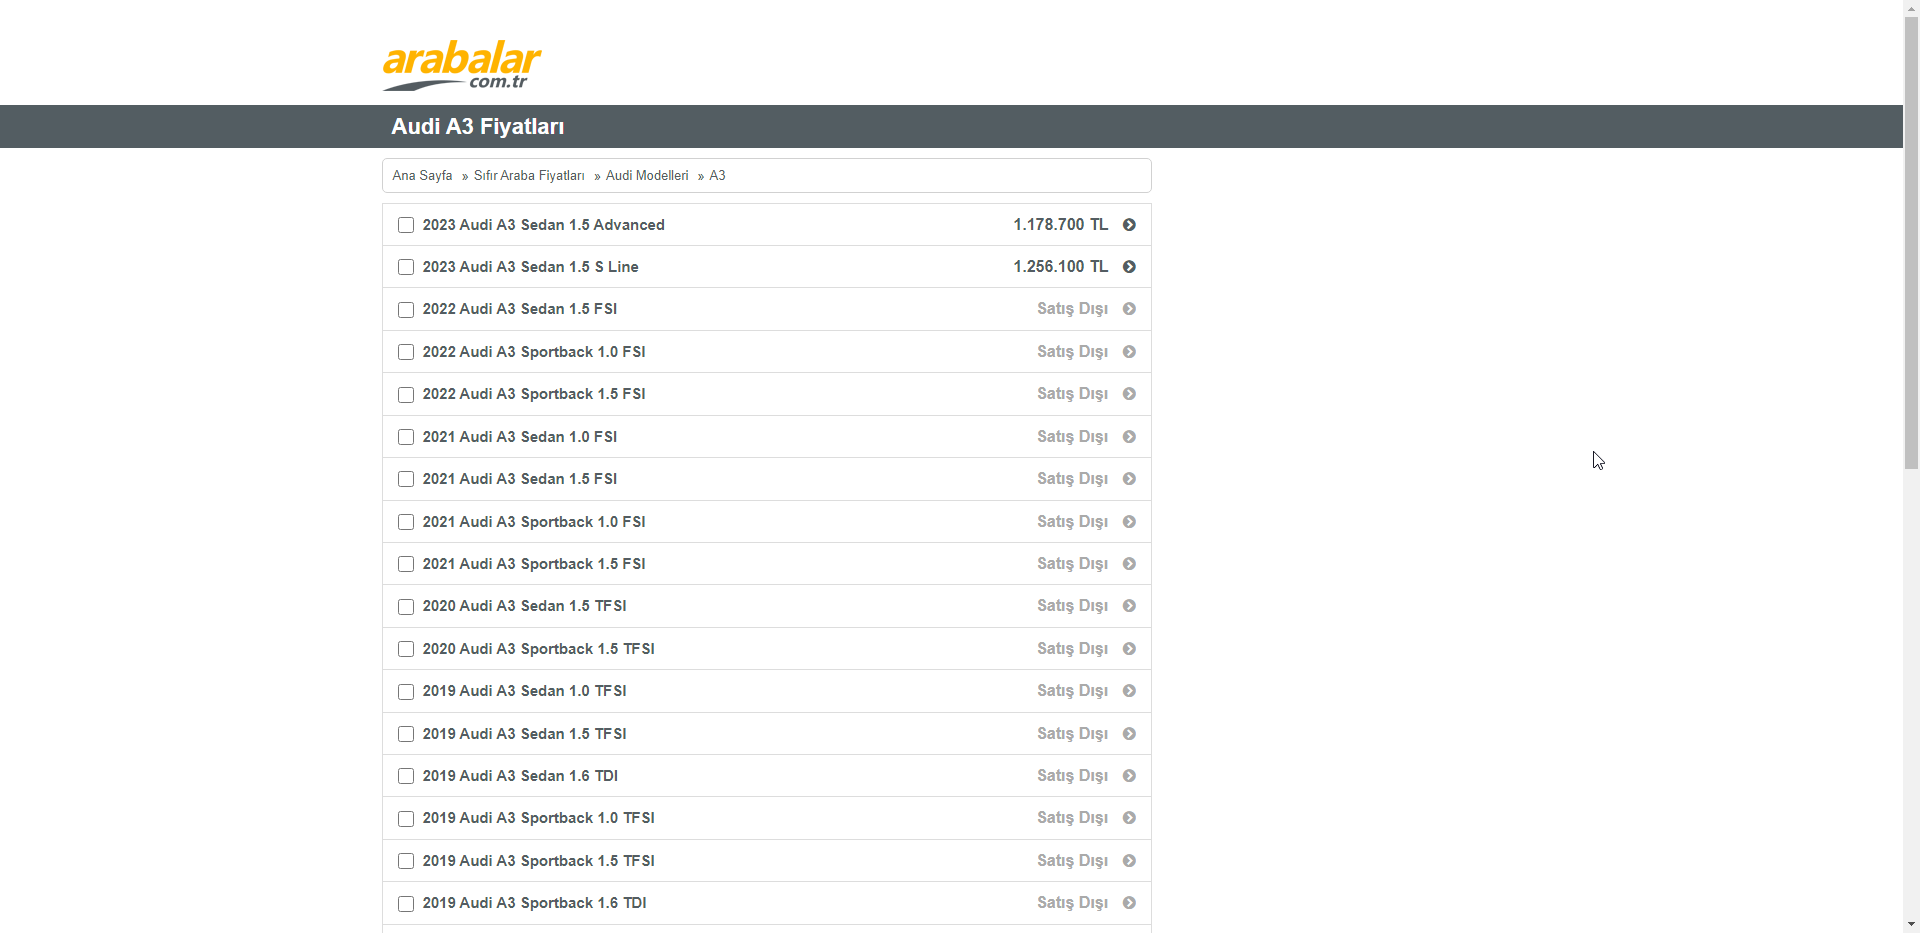 arabalar
com.tr
Audi A3 Fiyatları
Ana Sayfa » Sıfır Araba Fiyatları » Audi Modelleri » A3
2023 Audi A3 Sedan 1.5 Advanced 1.178.700 TL
2023 Audi A3 Sedan 1.5 S Line 1.256.100 TL
2022 Audi A3 Sedan 1.5 FSI Satış Dışı
2022 Audi A3 Sportback 1.0 FSI Satış Dışı
2022 Audi A3 Sportback 1.5 FSI Satış Dışı
2021 Audi A3 Sedan 1.0 FSI Satış Dışı
2021 Audi A3 Sedan 1.5 FSI Satış Dışı
2021 Audi A3 Sportback 1.0 FSI Satış Dışı
2021 Audi A3 Sportback 1.5 FSI Satış Dışı
2020 Audi A3 Sedan 1.5 TFSI Satış Dışı
2020 Audi A3 Sportback 1.5 TFSI Satış Dışı
2019 Audi A3 Sedan 1.0 TFSI Satış Dışı
2019 Audi A3 Sedan 1.5 TFSI Satış Dışı
2019 Audi A3 Sedan 1.6 TDI Satış Dışı
2019 Audi A3 Sportback 1.0 TFSI Satış Dışı
2019 Audi A3 Sportback 1.5 TFSI Satış Dışı
2019 Audi A3 Sportback 1.6 TDI Satış Dışı